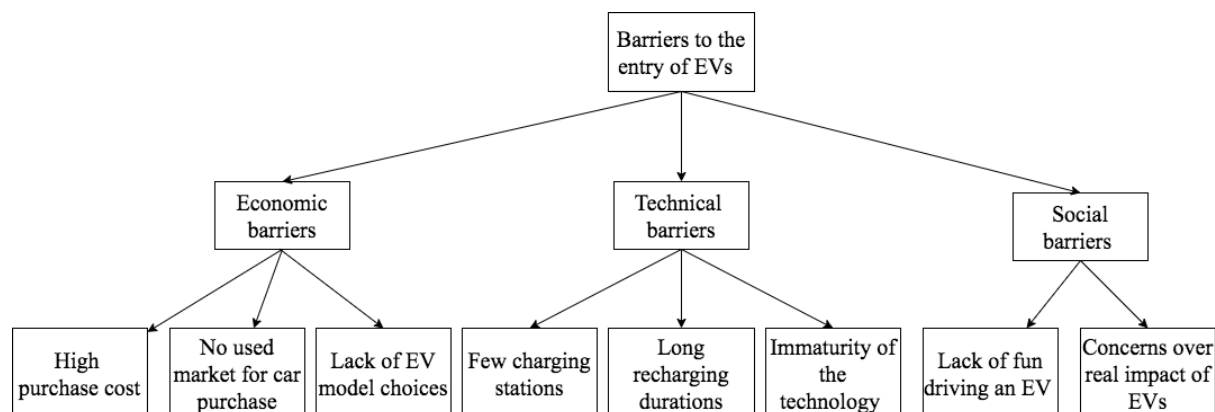 Barriers to the
entry of EVs
Economic
barriers
Technical
barriers
Social
barriers
High
purchase cost
No used
market for car
purchase
Lack of EV
model choices
Few charging
stations
Long
recharging
durations
Immaturity of
the
technology
Lack of fun
driving an EV
Concerns over
real impact of
EVs